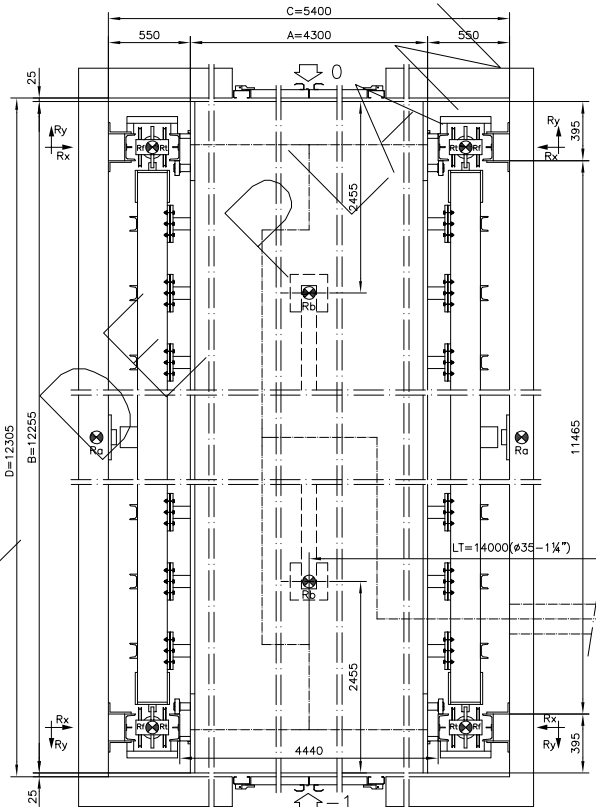 C=5400
550
A=4300
550
25
0
Ry
Rx
Rf
Rt
Rt
Rf
Ry
Rx
395
2455
Rb
D=12305
B=12255
Ra
Ra
11465
LT=14000(ø35-1¼")
Rb
2455
Rx
Ry
Rf
Rt
Rt
Rf
Rx
Ry
395
4440
25
-1